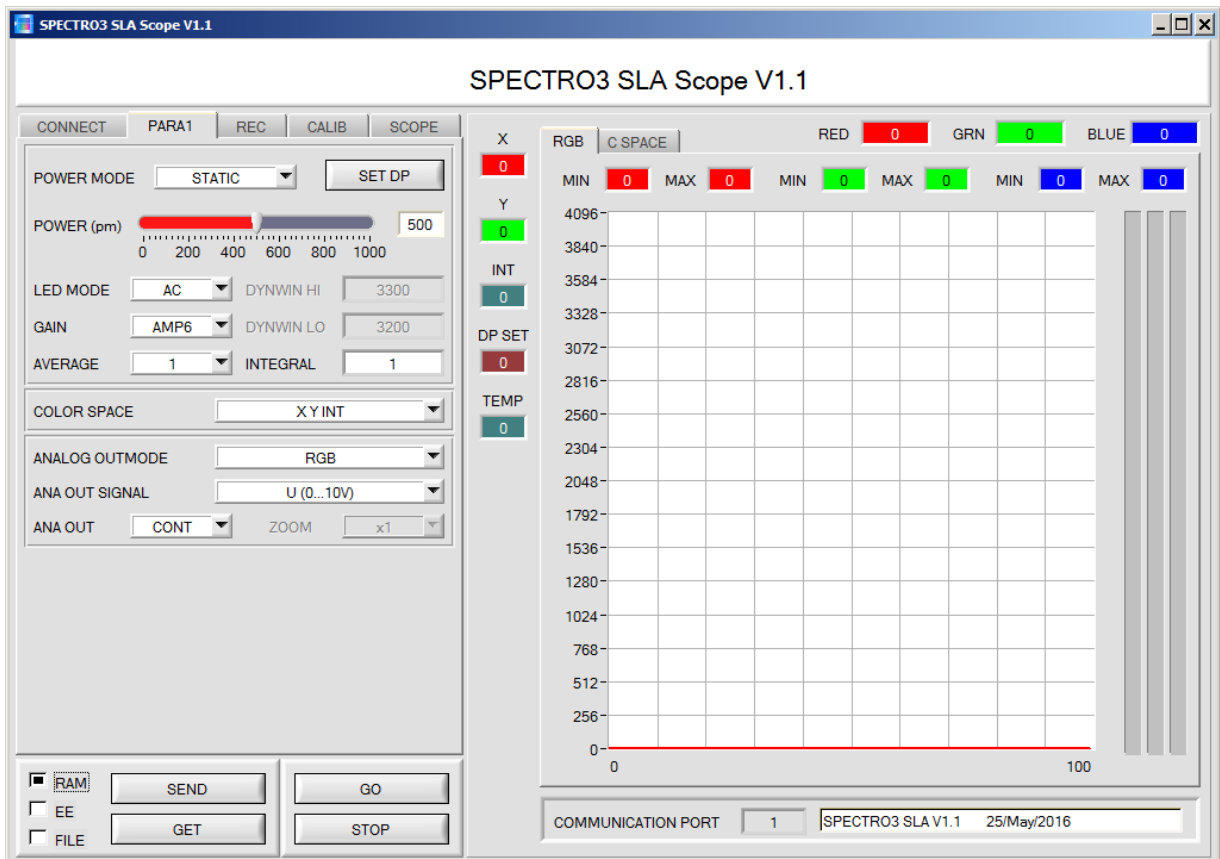 SPECTRO3 SLA Scope V1.1
SPECTRO3 SLA Scope V1.1
CONNECT PARA1 REC CALIB SCOPE
POWER MODE STATIC SET DP
POWER (pm) 500
0 200 400 600 800 1000
LED MODE AC DYNWIN HI 3300
GAIN AMP6 DYNWIN LO 3200
AVERAGE 1 INTEGRAL 1
COLOR SPACE X Y INT
ANALOG OUTMODE RGB
ANA OUT SIGNAL U (0...10V)
ANA OUT CONT ZOOM x1
RAM
EE
FILE
SEND
GET
GO
STOP
X
0
Y
0
INT
0
DP SET
0
TEMP
0
RGB C SPACE RED 0 GRN 0 BLUE 0
MIN 0 MAX 0 MIN 0 MAX 0 MIN 0 MAX 0
4096
3840
3584
3328
3072
2816
2560
2304
2048
1792
1536
1280
1024
768
512
256
0
0 100
COMMUNICATION PORT 1 SPECTRO3 SLA V1.1 25/May/2016